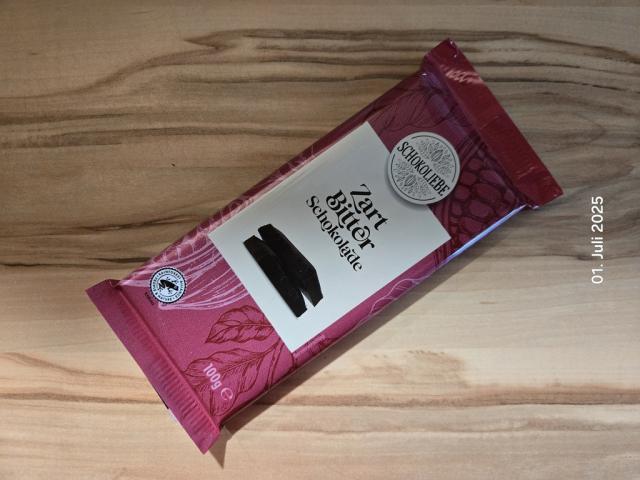 SCHOKOLIEBE
Zart
Bitter
Schokolade
100g ℮
01. Juli 2025